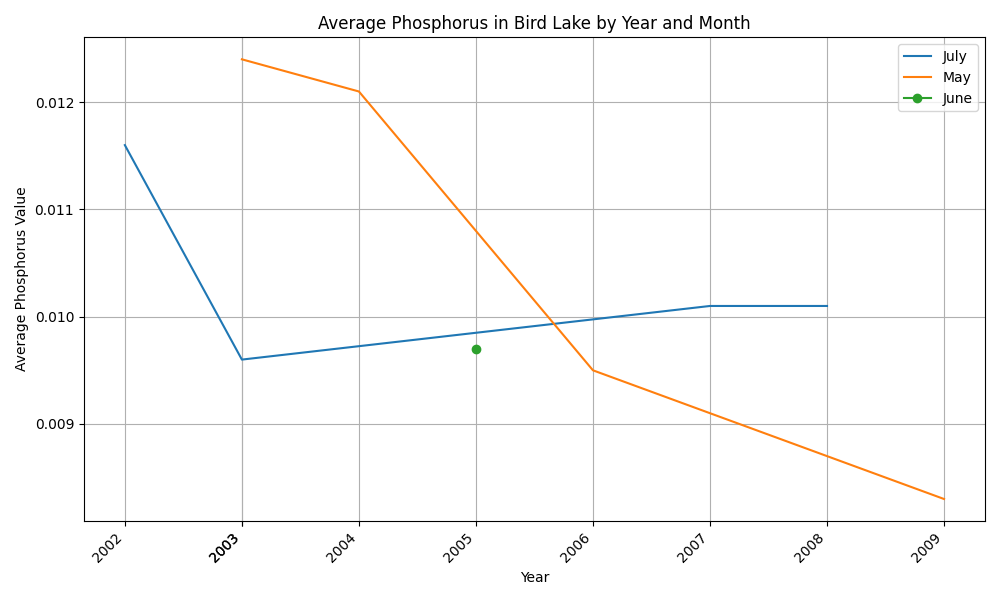 Average Phosphorus in Bird Lake by Year and Month
July
May
June
0.012
0.011
0.010
0.009
Average Phosphorus Value
2002
2003
2004
2005
2006
2007
2008
2009
Year